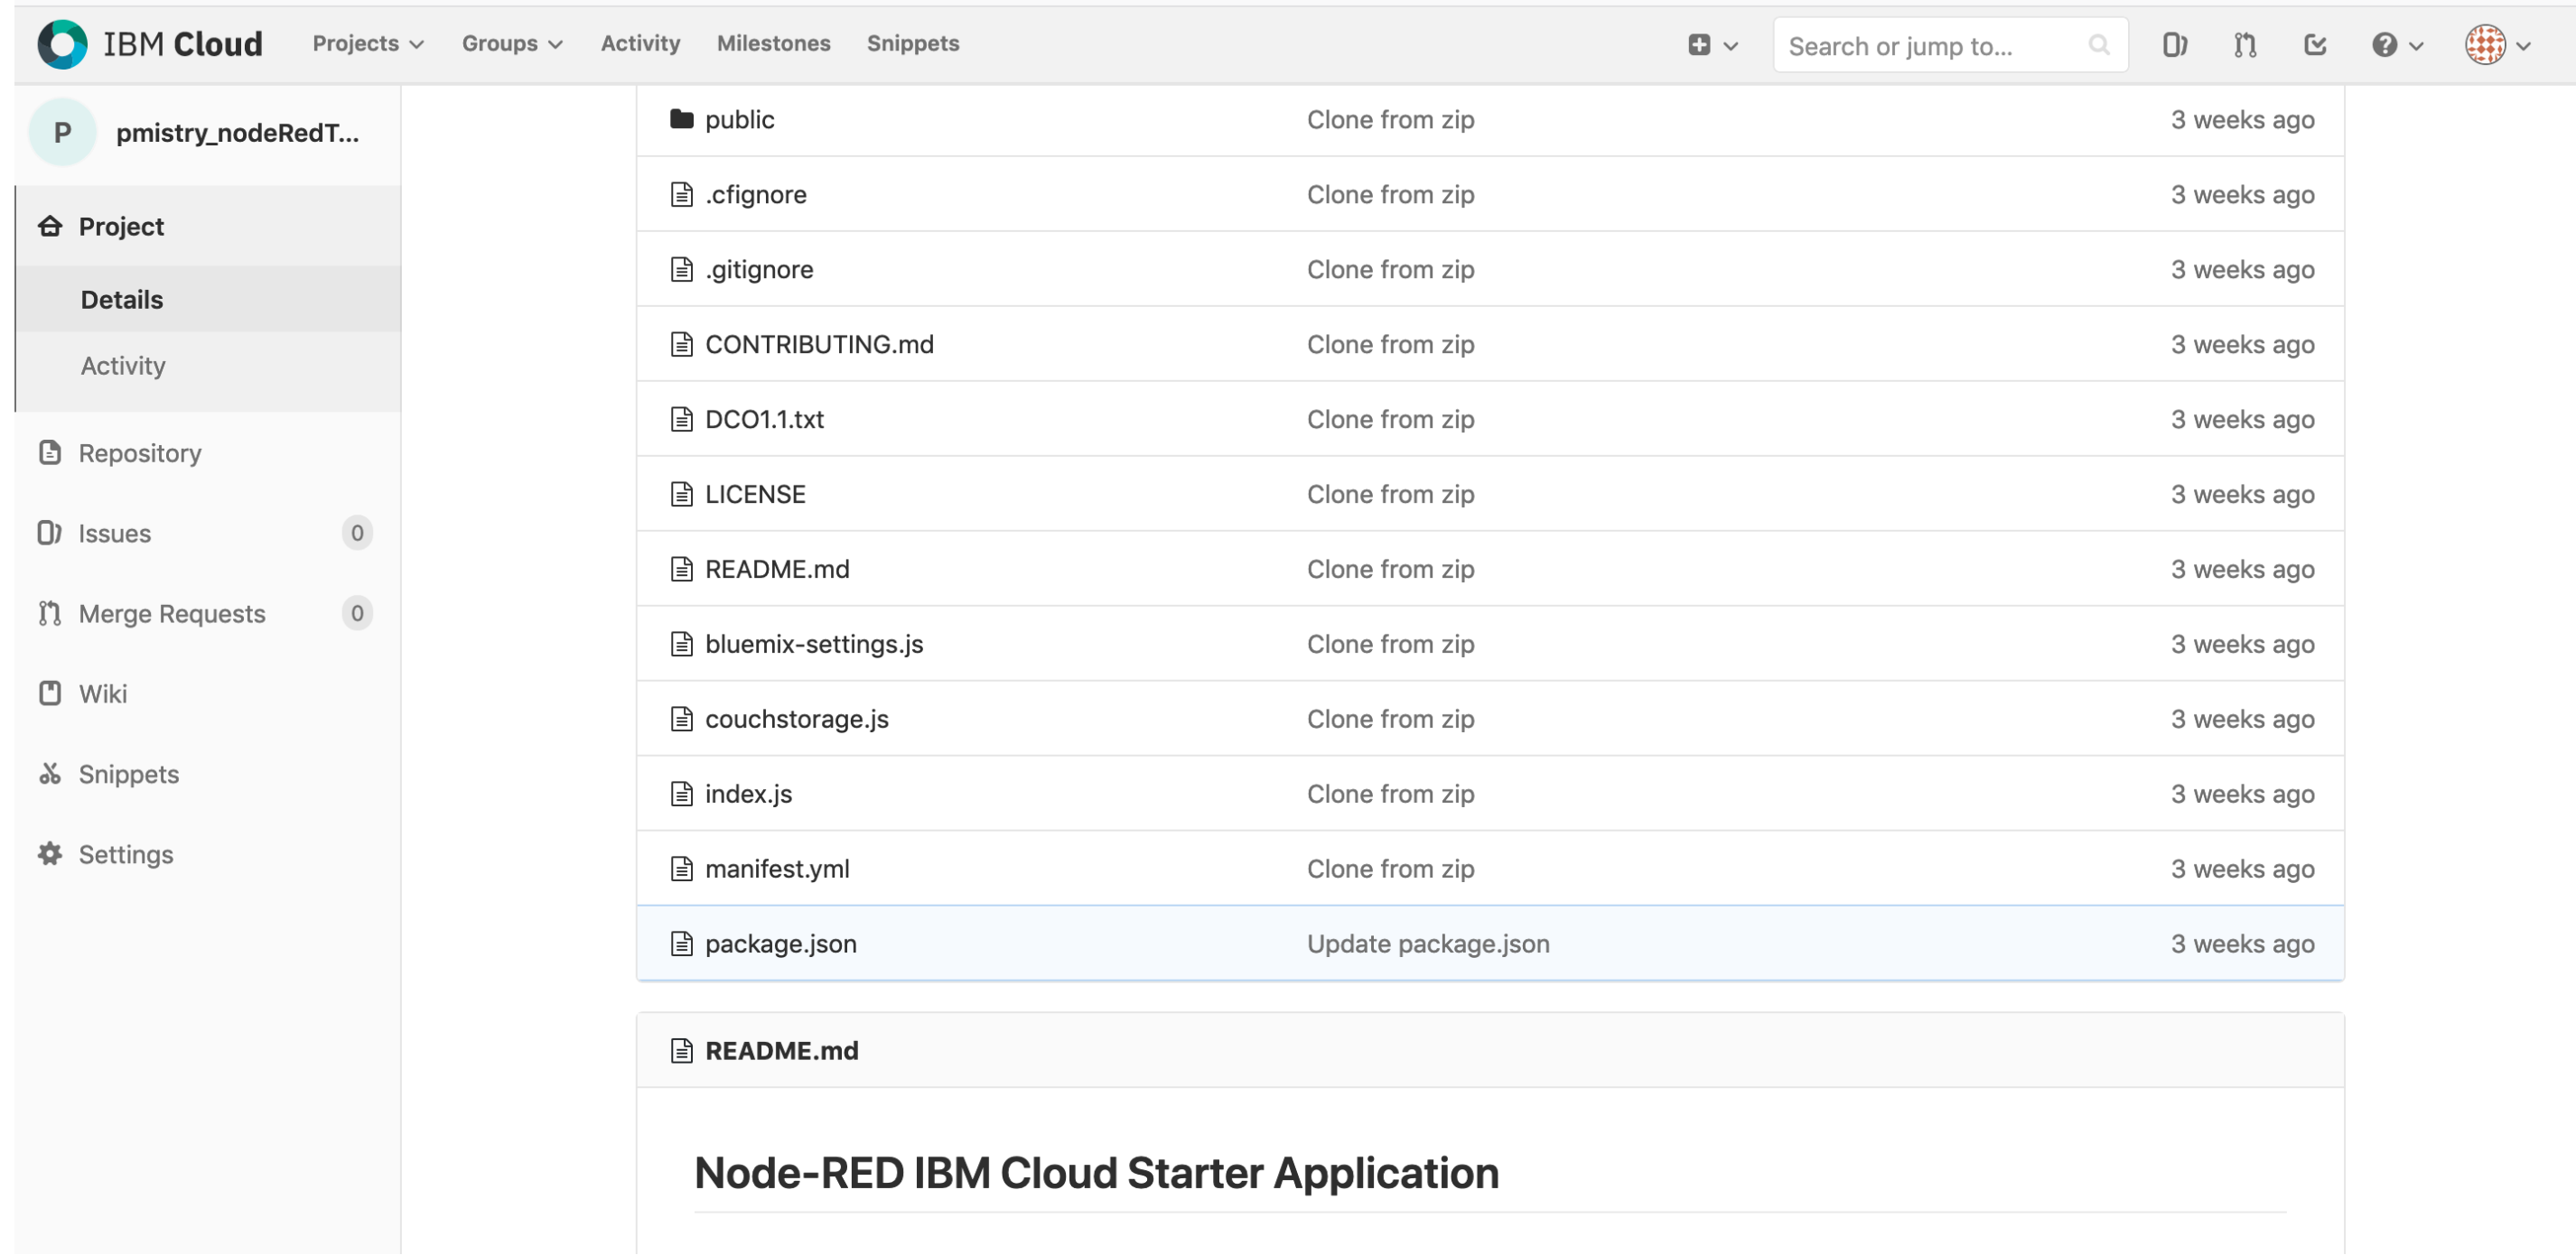 IBM Cloud Projects Groups Activity Milestones Snippets Search or jump to...
P pmistry_nodeRedT...
Project
Details
Activity
Repository
Issues 0
Merge Requests 0
Wiki
Snippets
Settings
public Clone from zip 3 weeks ago
.cfignore Clone from zip 3 weeks ago
.gitignore Clone from zip 3 weeks ago
CONTRIBUTING.md Clone from zip 3 weeks ago
DCO1.1.txt Clone from zip 3 weeks ago
LICENSE Clone from zip 3 weeks ago
README.md Clone from zip 3 weeks ago
bluemix-settings.js Clone from zip 3 weeks ago
couchstorage.js Clone from zip 3 weeks ago
index.js Clone from zip 3 weeks ago
manifest.yml Clone from zip 3 weeks ago
package.json Update package.json 3 weeks ago
README.md
Node-RED IBM Cloud Starter Application